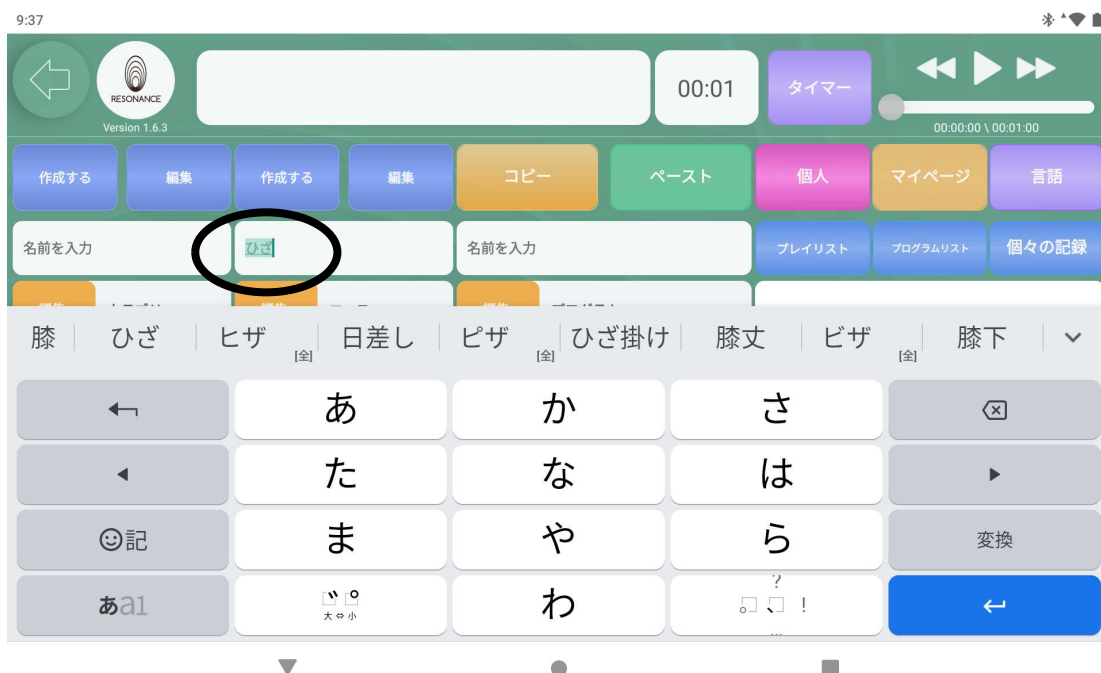 9:37
RESONANCE
Version 1.6.3
00:01
タイマー
00:00:00 \ 00:01:00
作成する 編集 作成する 編集 コピー ペースト 個人 マイページ 言語
名前を入力 ひざ 名前を入力 プレイリスト プログラムリスト 個々の記録
膝 ひざ ヒザ [全] 日差し ピザ [全] ひざ掛け 膝丈 ビザ [全] 膝下
あ か さ
た な は
記 ま や ら 変換
あa1 大⇔小 わ 。、?!…